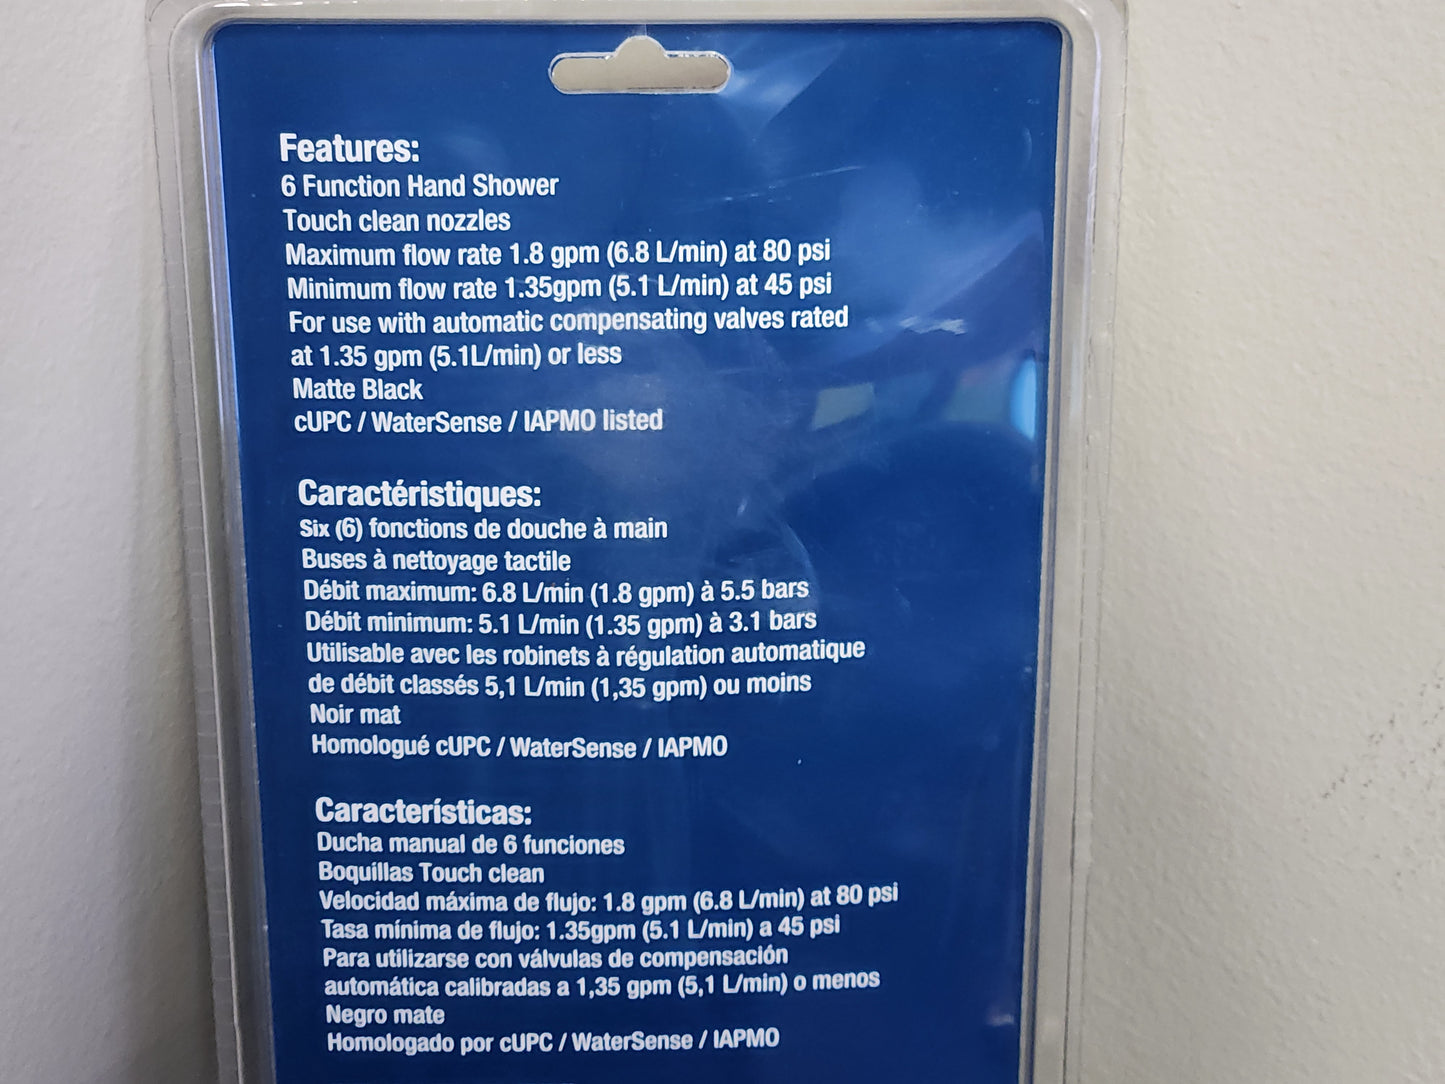 Features:
6 Function Hand Shower
Touch clean nozzles
Maximum flow rate 1.8 gpm (6.8 L/min) at 80 psi
Minimum flow rate 1.35gpm (5.1 L/min) at 45 psi
For use with automatic compensating valves rated
at 1.35 gpm (5.1L/min) or less
Matte Black
cUPC / WaterSense / IAPMO listed
Caractéristiques:
Six (6) fonctions de douche à main
Buses à nettoyage tactile
Débit maximum: 6.8 L/min (1.8 gpm) à 5.5 bars
Débit minimum: 5.1 L/min (1.35 gpm) à 3.1 bars
Utilisable avec les robinets à régulation automatique
de débit classés 5,1 L/min (1,35 gpm) ou moins
Noir mat
Homologué cUPC / WaterSense / IAPMO
Características:
Ducha manual de 6 funciones
Boquillas Touch clean
Velocidad máxima de flujo: 1.8 gpm (6.8 L/min) at 80 psi
Tasa mínima de flujo: 1.35gpm (5.1 L/min) a 45 psi
Para utilizarse con válvulas de compensación
automática calibradas a 1,35 gpm (5,1 L/min) o menos
Negro mate
Homologado por cUPC / WaterSense / IAPMO